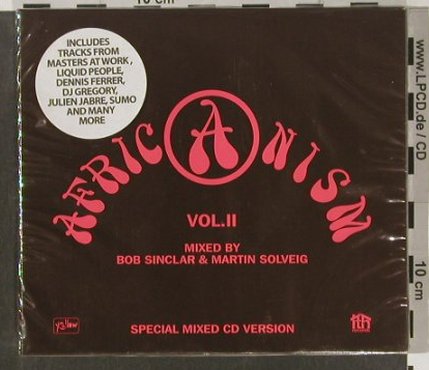 10 cm
INCLUDES
TRACKS FROM
MASTERS AT WORK,
LIQUID PEOPLE,
DENNIS FERRER,
DJ GREGORY,
JULIEN JABRE, SUMO
AND MANY
MORE
AFRICANISM
VOL.II
MIXED BY
BOB SINCLAR & MARTIN SOLVEIG
SPECIAL MIXED CD VERSION
www.LPCD.de / CD
10 cm